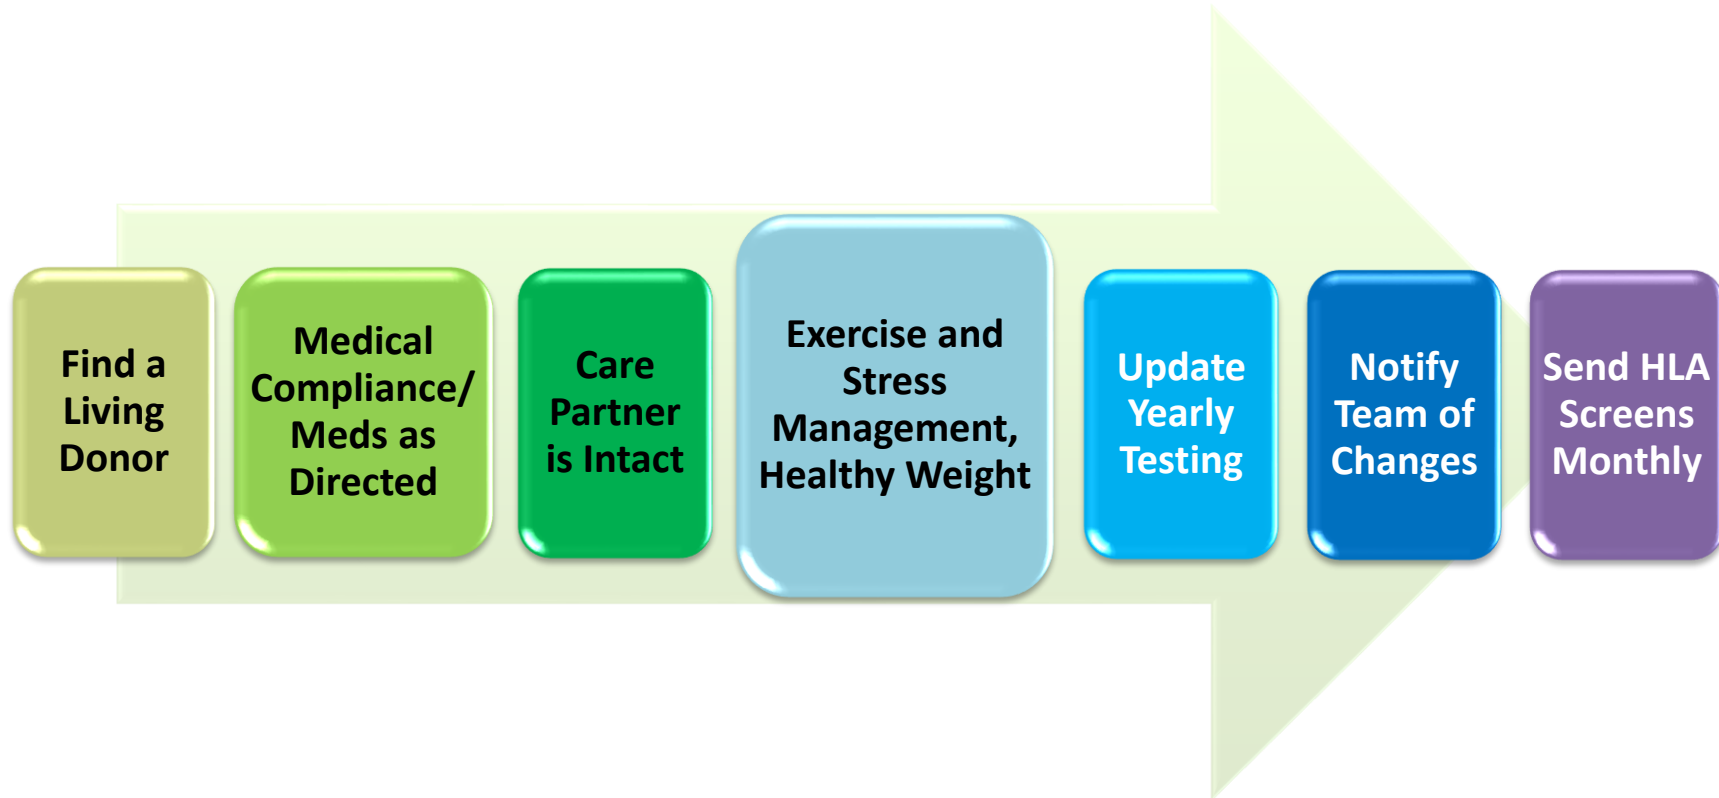 Find a
Living
Donor
Medical
Compliance/
Meds as
Directed
Care
Partner
is Intact
Exercise and
Stress
Management,
Healthy Weight
Update
Yearly
Testing
Notify
Team of
Changes
Send HLA
Screens
Monthly